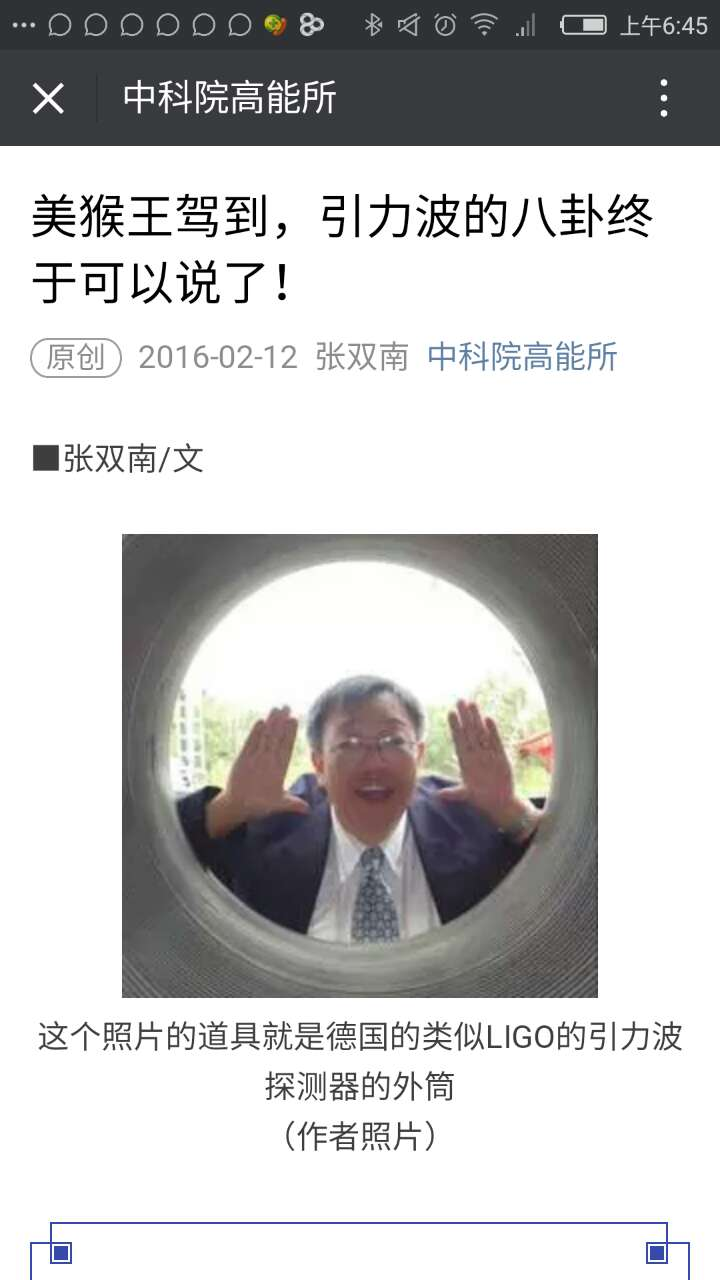 上午6:45
中科院高能所
美猴王驾到，引力波的八卦终
于可以说了！
原创 2016-02-12 张双南 中科院高能所
■张双南/文
这个照片的道具就是德国的类似LIGO的引力波
探测器的外筒
（作者照片）